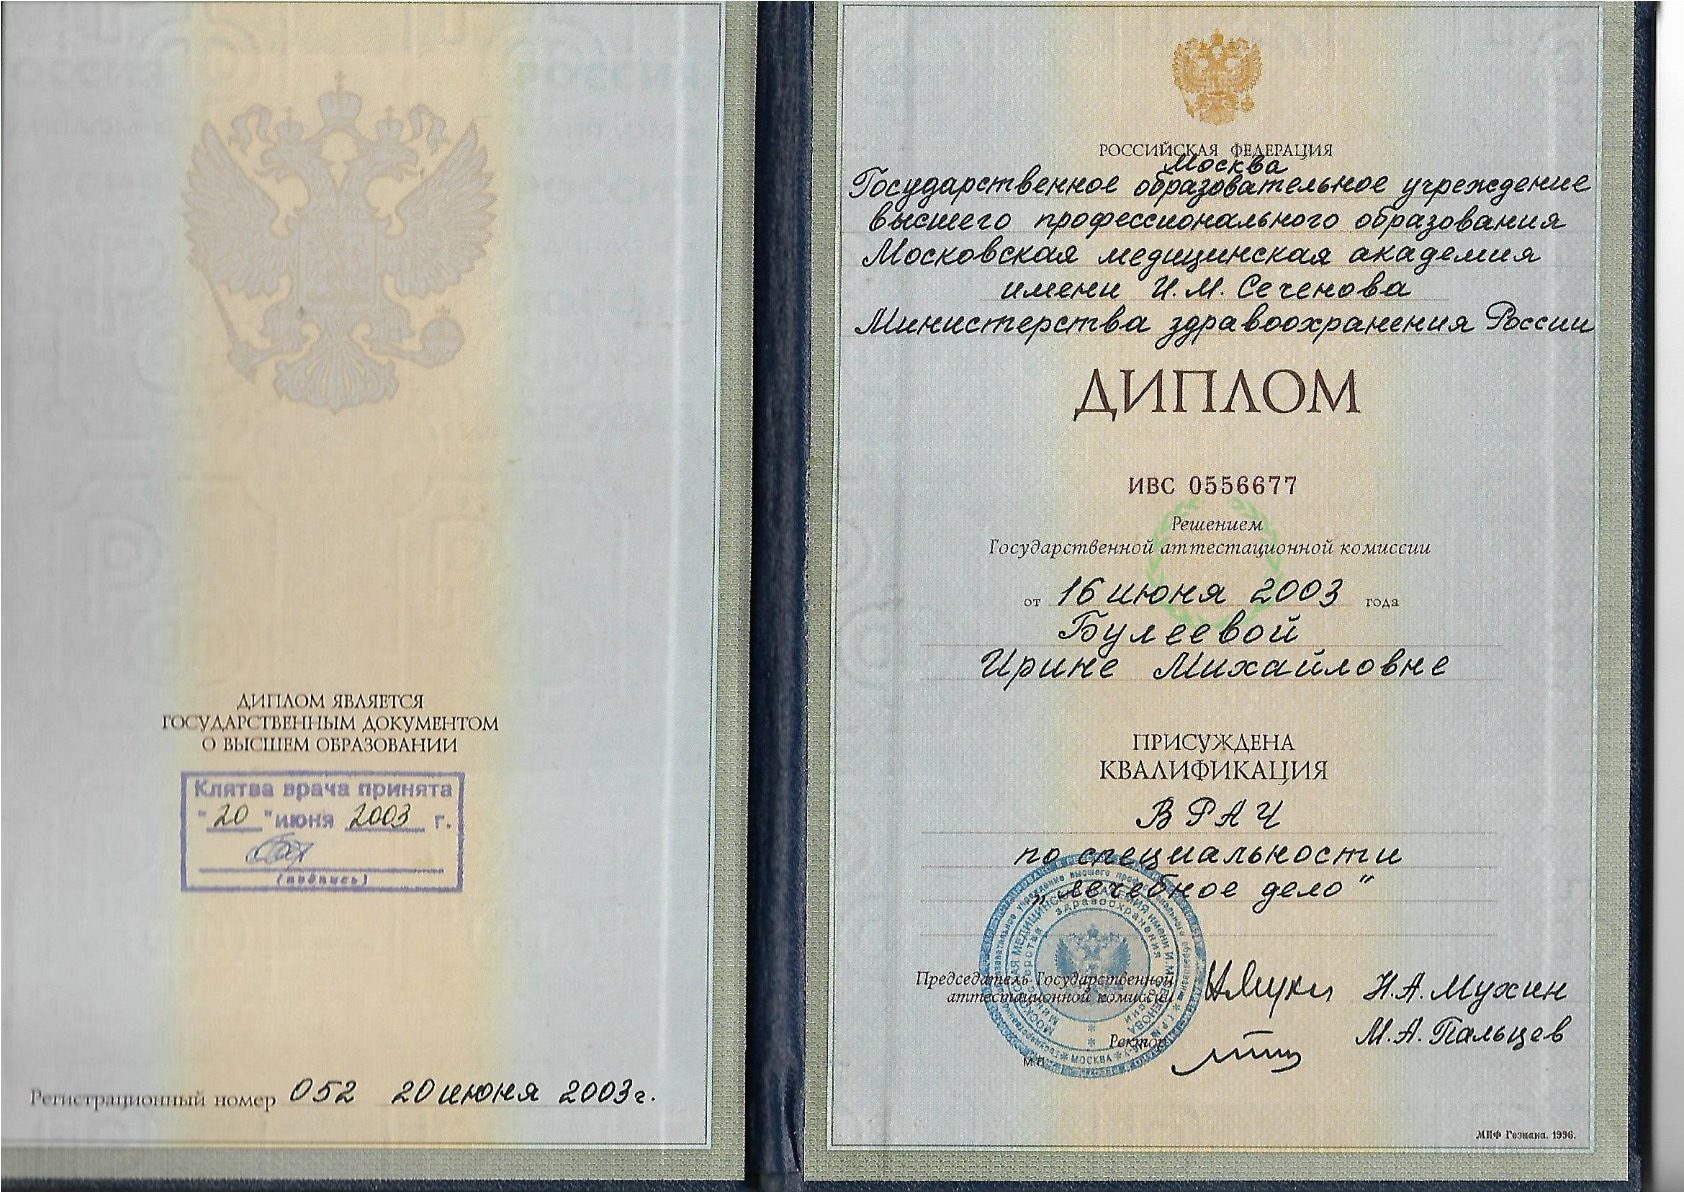 ДИПЛОМ ЯВЛЯЕТСЯ
ГОСУДАРСТВЕННЫМ ДОКУМЕНТОМ
О ВЫСШЕМ ОБРАЗОВАНИИ
Клятва врача принята
"20" июня 2003 г.
(подпись)
Регистрационный номер 052 20 июня 2003г.
РОССИЙСКАЯ ФЕДЕРАЦИЯ
Москва
Государственное образовательное учреждение
высшего профессионального образования
Московская медицинская академия
имени И.М. Сеченова
Министерства здравоохранения России
ДИПЛОМ
ИВС 0556677
Решением
Государственной аттестационной комиссии
от 16 июня 2003 года
Булеевой
Ирине Михайловне
ПРИСУЖДЕНА
КВАЛИФИКАЦИЯ
ВРАЧ
по специальности
„лечебное дело"
Председатель Государственной
аттестационной комиссии Н.А. Мухин
Ректор М.А. Пальцев
М.П.
МПФ Гознака. 1996.